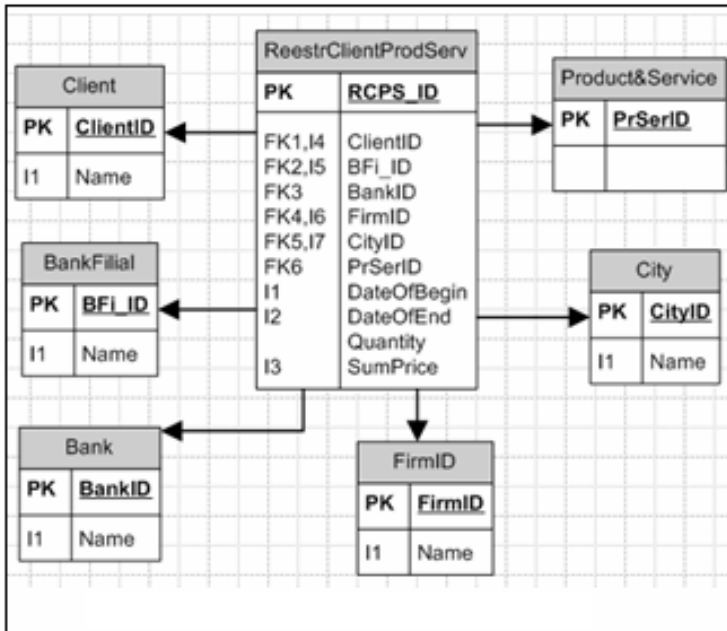 ReestrClientProdServ
PK RCPS_ID
FK1,I4 ClientID
FK2,I5 BFi_ID
FK3 BankID
FK4,I6 FirmID
FK5,I7 CityID
FK6 PrSerID
I1 DateOfBegin
I2 DateOfEnd
Quantity
I3 SumPrice
Client
PK ClientID
I1 Name
BankFilial
PK BFi_ID
I1 Name
Bank
PK BankID
I1 Name
FirmID
PK FirmID
I1 Name
Product&Service
PK PrSerID
City
PK CityID
I1 Name